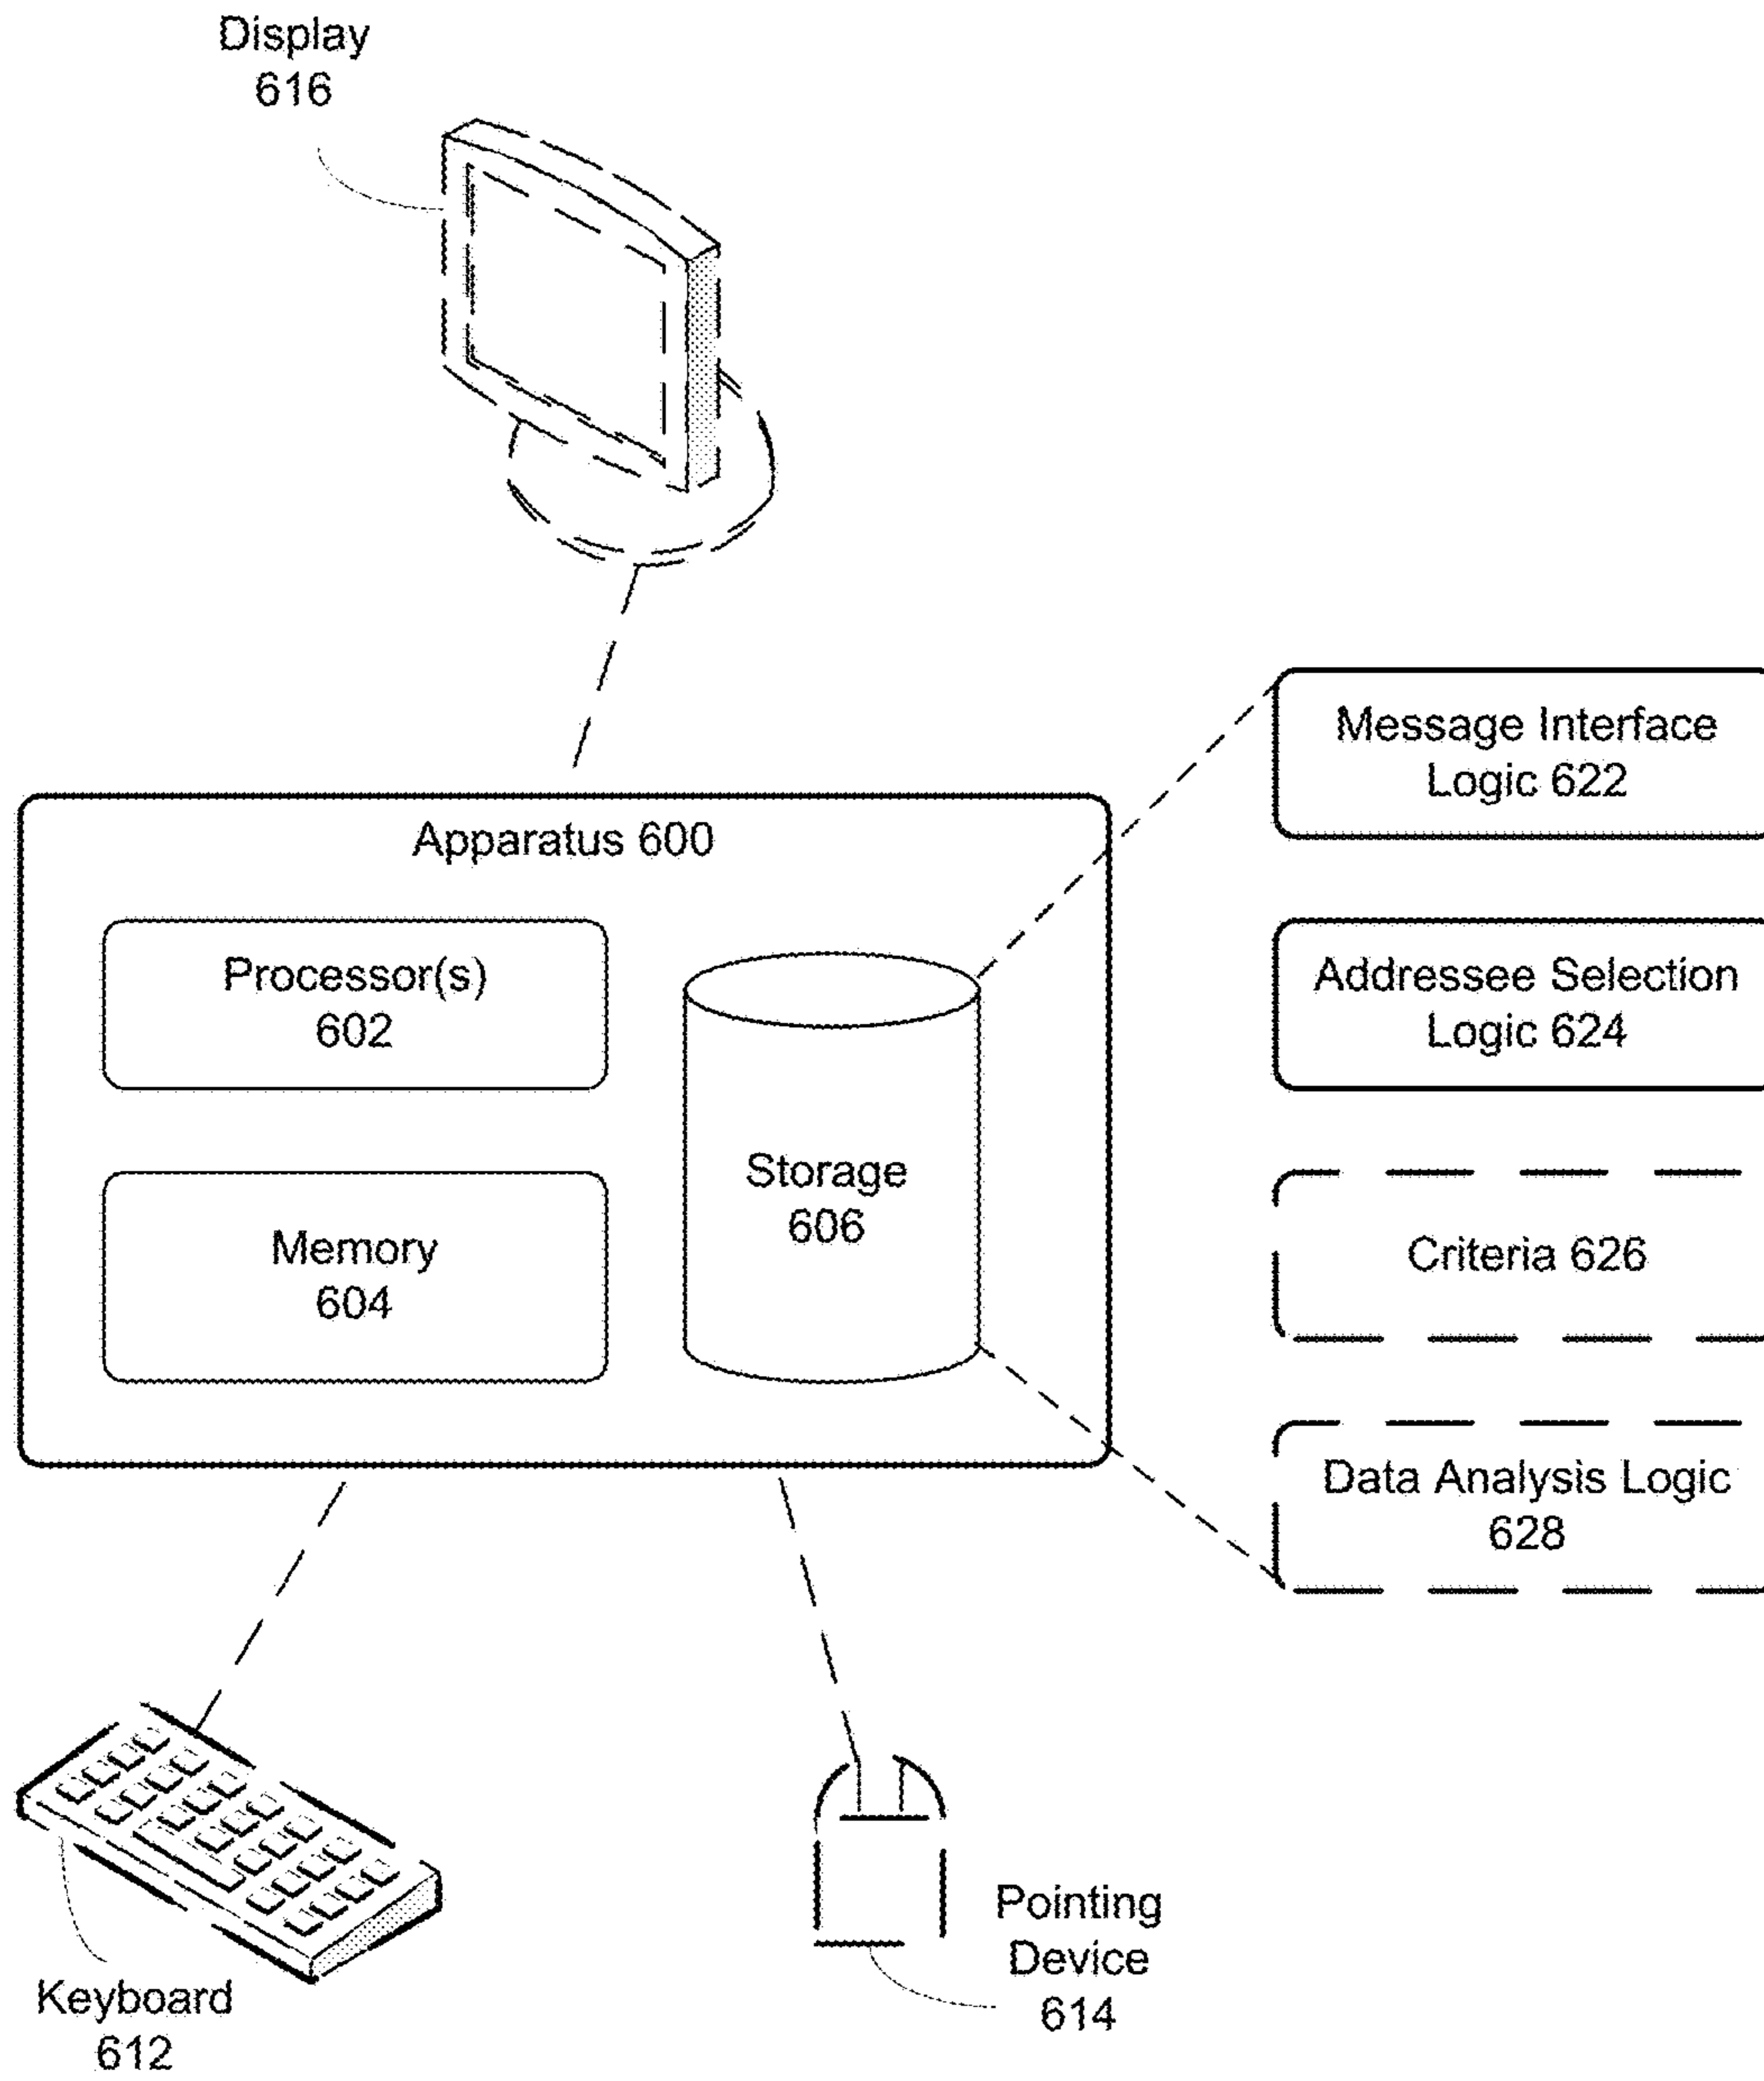 Display
616
Message Interface
Logic 622
Apparatus 600
Processor(s)
602
Addressee Selection
Logic 624
Storage
606
Memory
604
Criteria 626
Data Analysis Logic
628
Pointing
Device
614
Keyboard
612